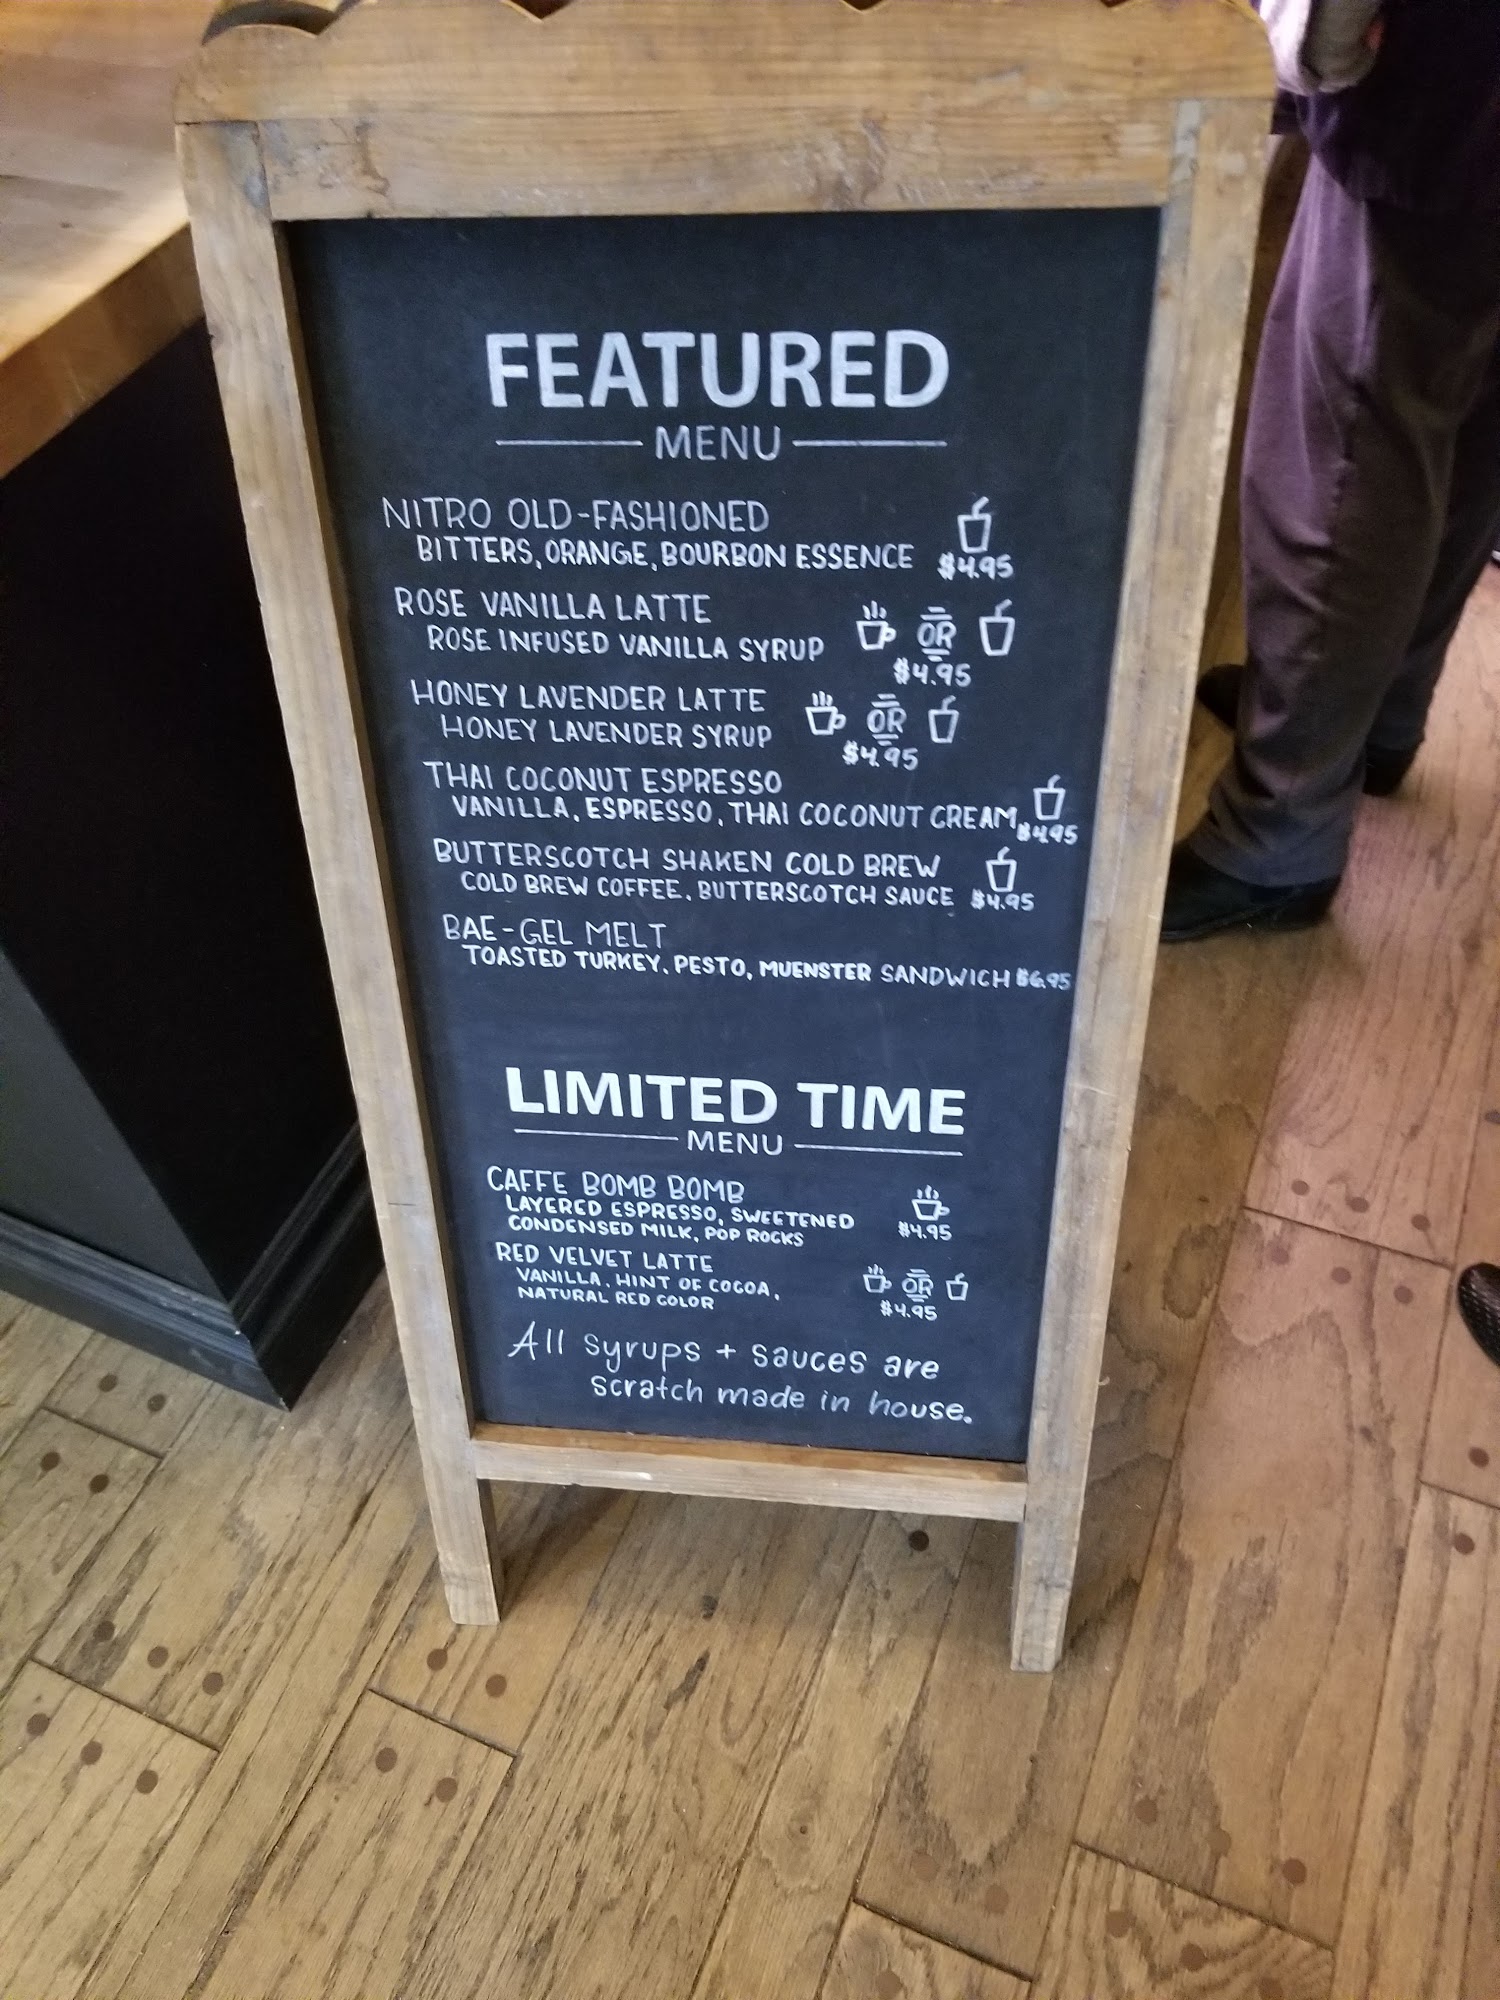 FEATURED
MENU
NITRO OLD-FASHIONED
BITTERS, ORANGE, BOURBON ESSENCE $4.95
ROSE VANILLA LATTE
ROSE INFUSED VANILLA SYRUP OR
$4.95
HONEY LAVENDER LATTE
HONEY LAVENDER SYRUP OR
$4.95
THAI COCONUT ESPRESSO
VANILLA, ESPRESSO, THAI COCONUT CREAM $4.95
BUTTERSCOTCH SHAKEN COLD BREW
COLD BREW COFFEE, BUTTERSCOTCH SAUCE $4.95
BAE-GEL MELT
TOASTED TURKEY, PESTO, MUENSTER SANDWICH $6.95
LIMITED TIME
MENU
CAFFE BOMB BOMB
LAYERED ESPRESSO, SWEETENED
CONDENSED MILK, POP ROCKS $4.95
RED VELVET LATTE
VANILLA, HINT OF COCOA, OR
NATURAL RED COLOR $4.95
All syrups + sauces are
scratch made in house.